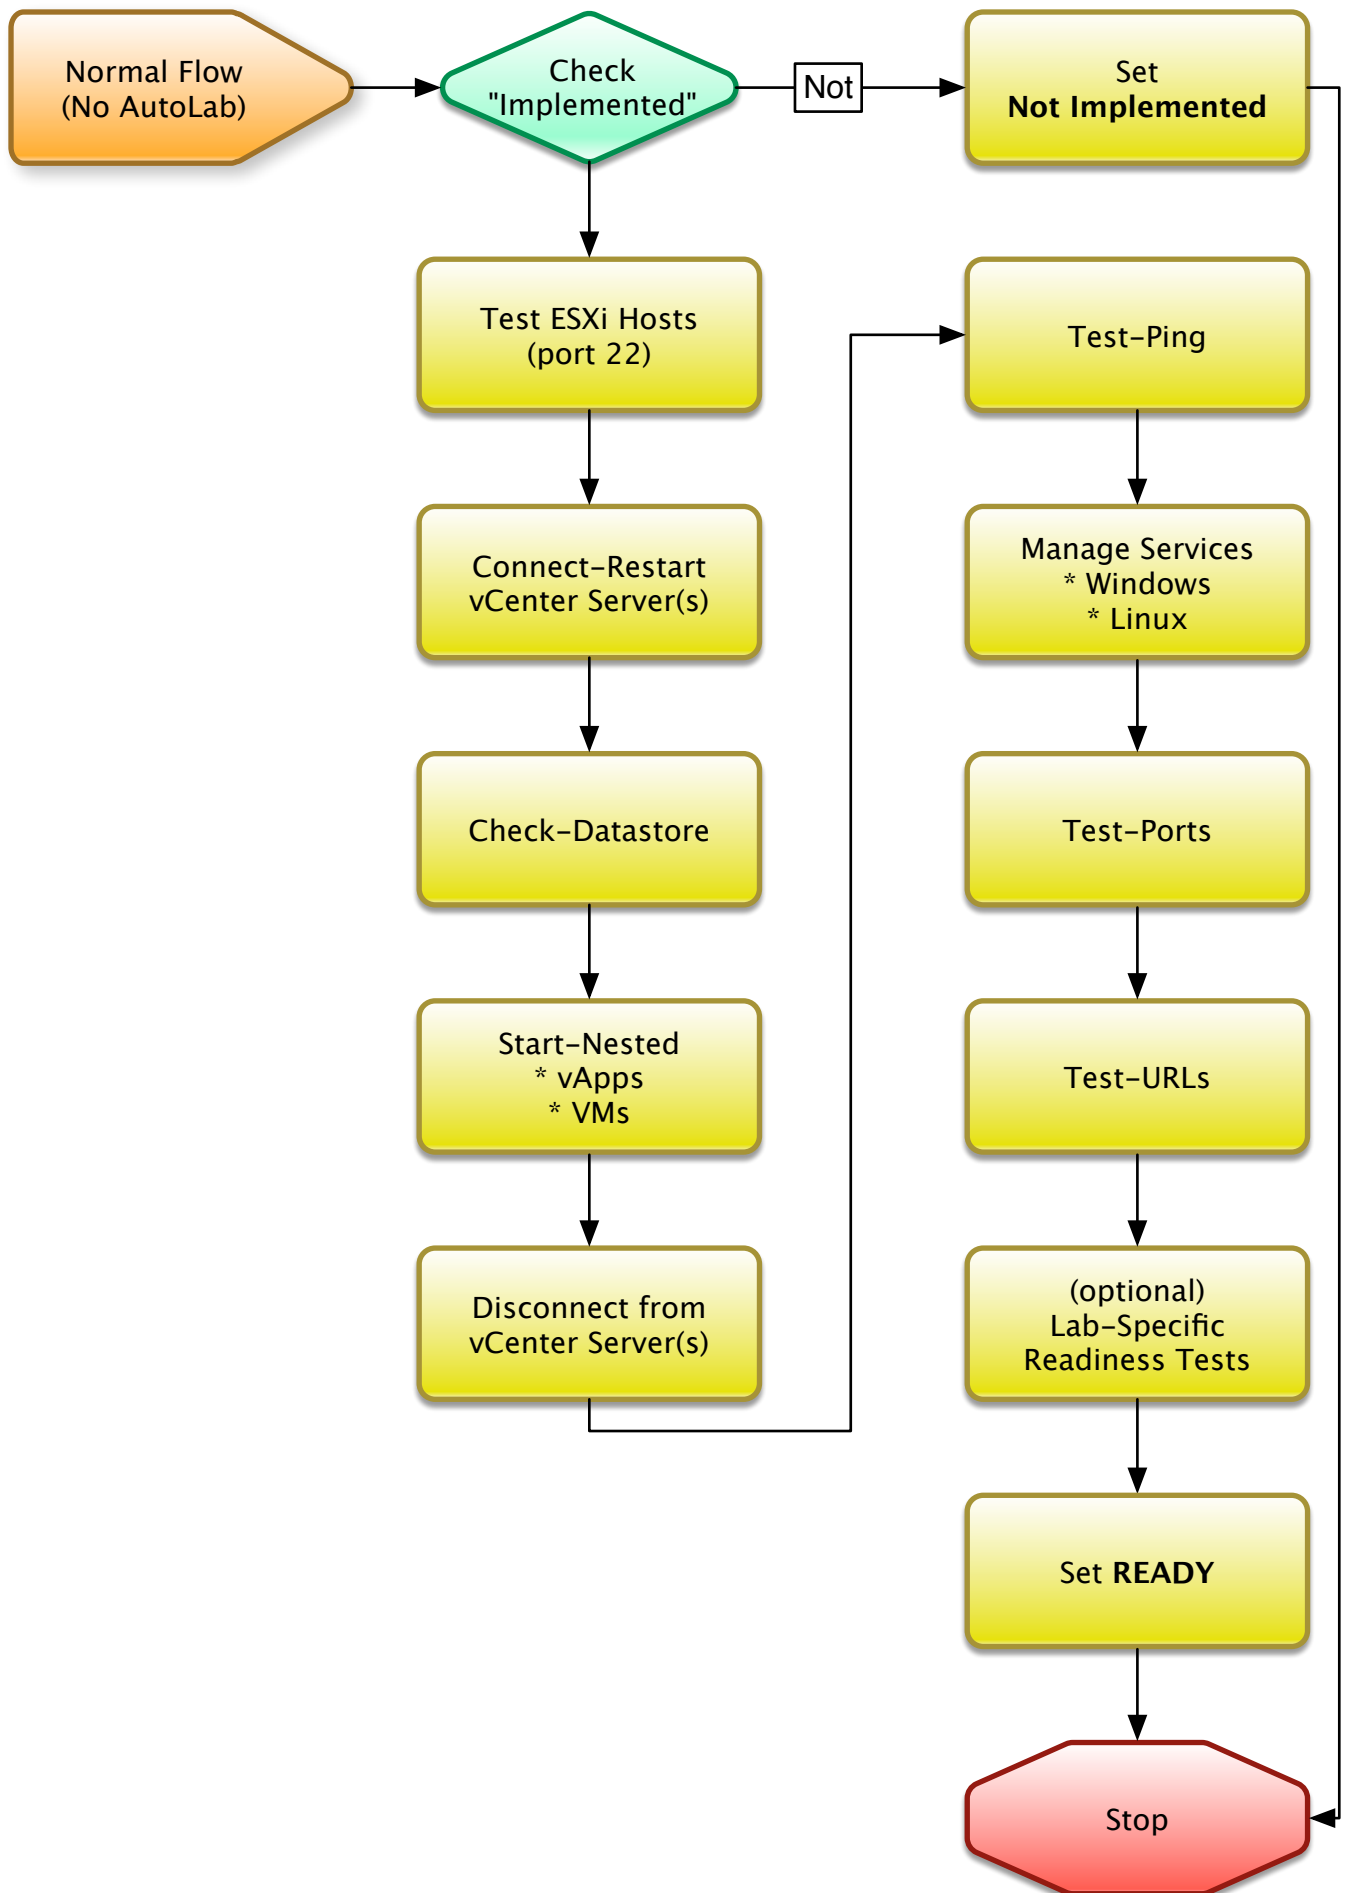 Normal Flow
(No AutoLab)
Check
"Implemented"
Not
Set
Not Implemented
Test ESXi Hosts
(port 22)
Connect-Restart
vCenter Server(s)
Check-Datastore
Start-Nested
* vApps
* VMs
Disconnect from
vCenter Server(s)
Test-Ping
Manage Services
* Windows
* Linux
Test-Ports
Test-URLs
(optional)
Lab-Specific
Readiness Tests
Set READY
Stop